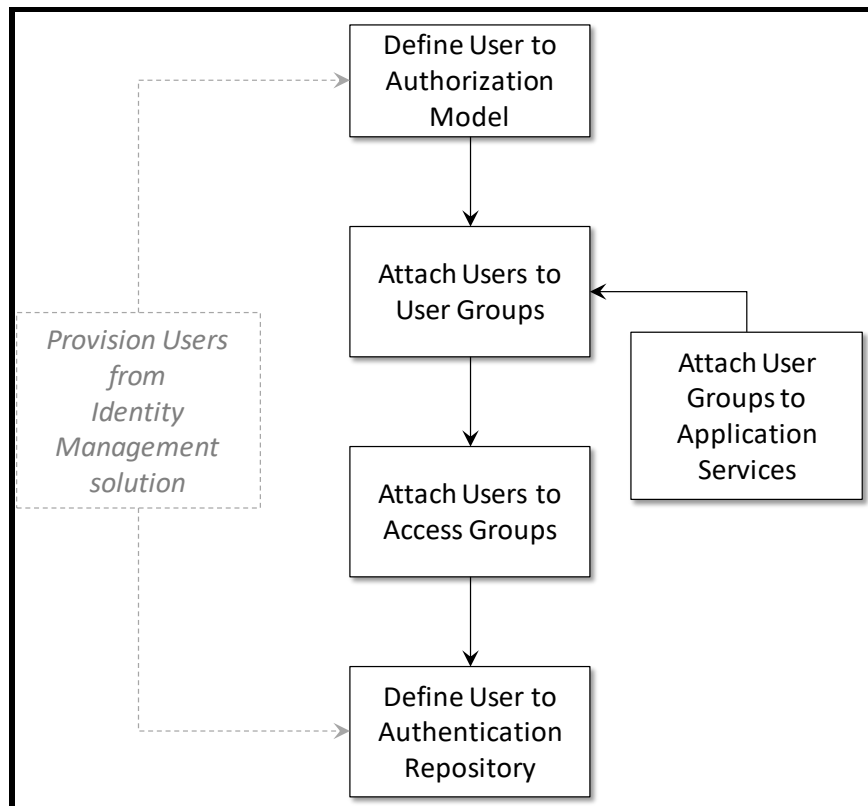 Define User to
Authorization
Model
Attach Users to
User Groups
Provision Users
from
Identity
Management
solution
Attach User
Groups to
Application
Services
Attach Users to
Access Groups
Define User to
Authentication
Repository